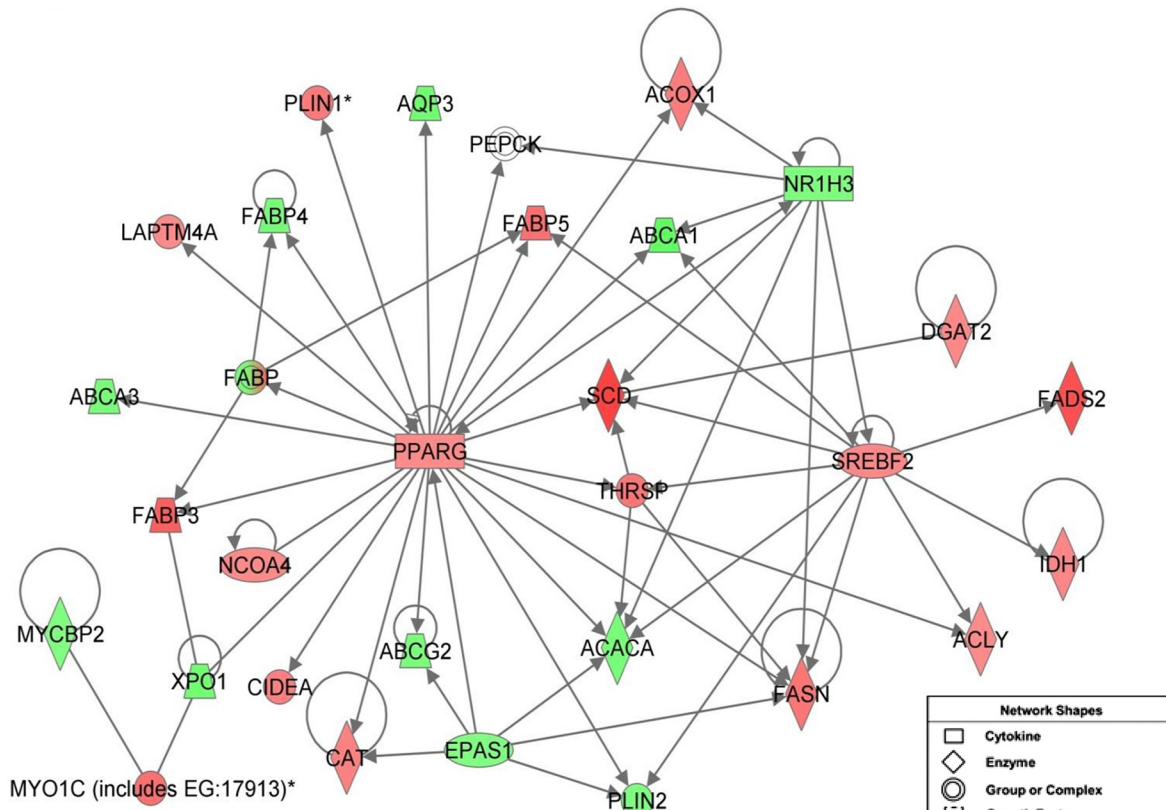 PLIN1*
AQP3
ACOX1
PEPCK
NR1H3
FABP4
FABP5
LAPTM4A
ABCA1
DGAT2
FABP
ABCA3
SCD
FADS2
PPARG
SREBF2
THRSP
FABP3
NCOA4
IDH1
MYCBP2
ABCG2
ACACA
ACLY
XPO1
CIDEA
FASN
EPAS1
CAT
MYO1C (includes EG:17913)*
PLIN2
Network Shapes
Cytokine
Enzyme
Group or Complex